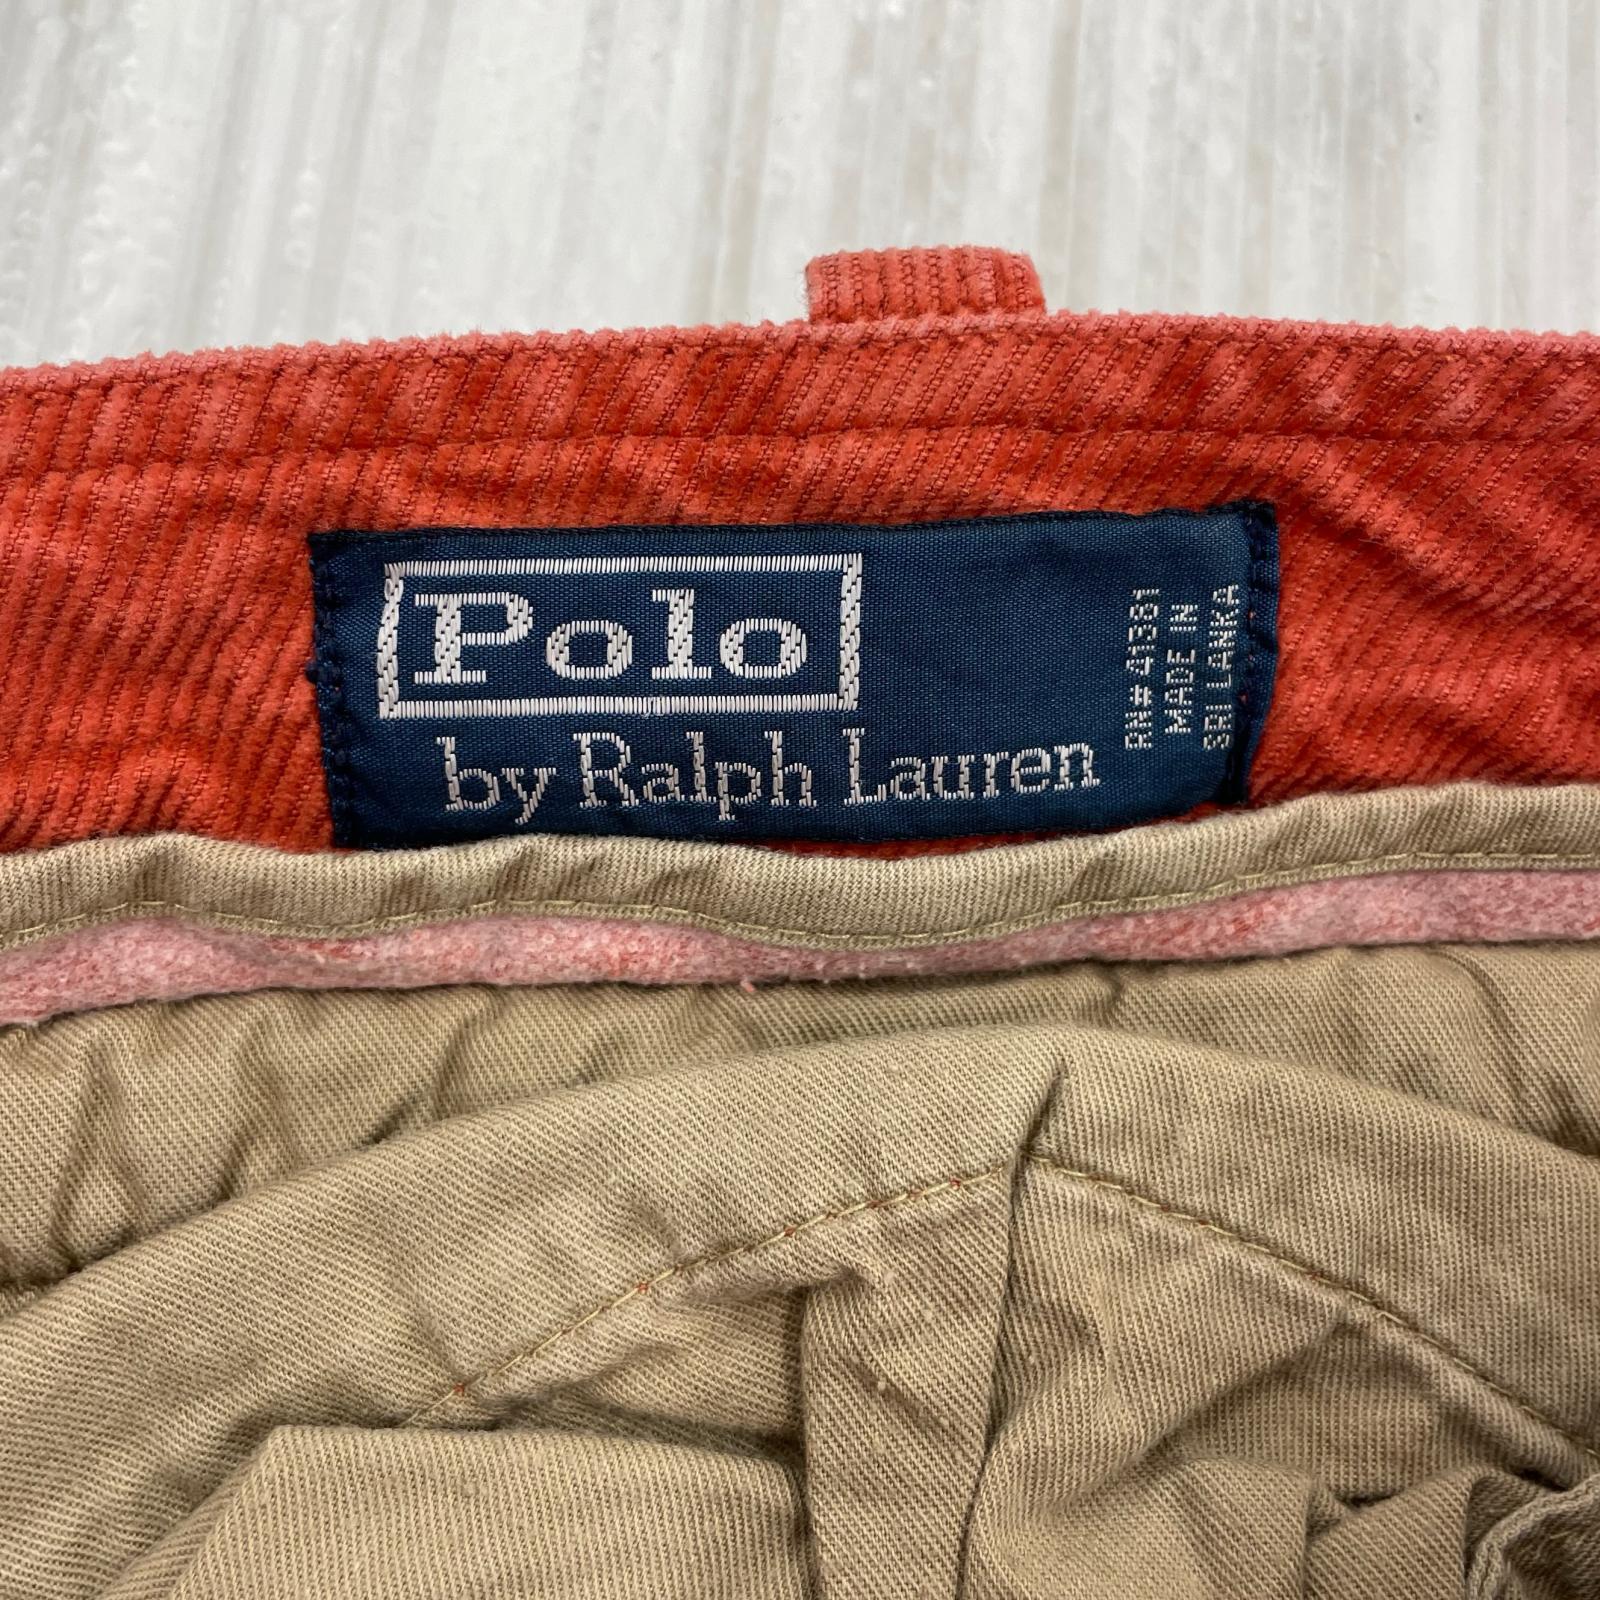 Polo
by Ralph Lauren
RN# 41381
MADE IN
SRI LANKA